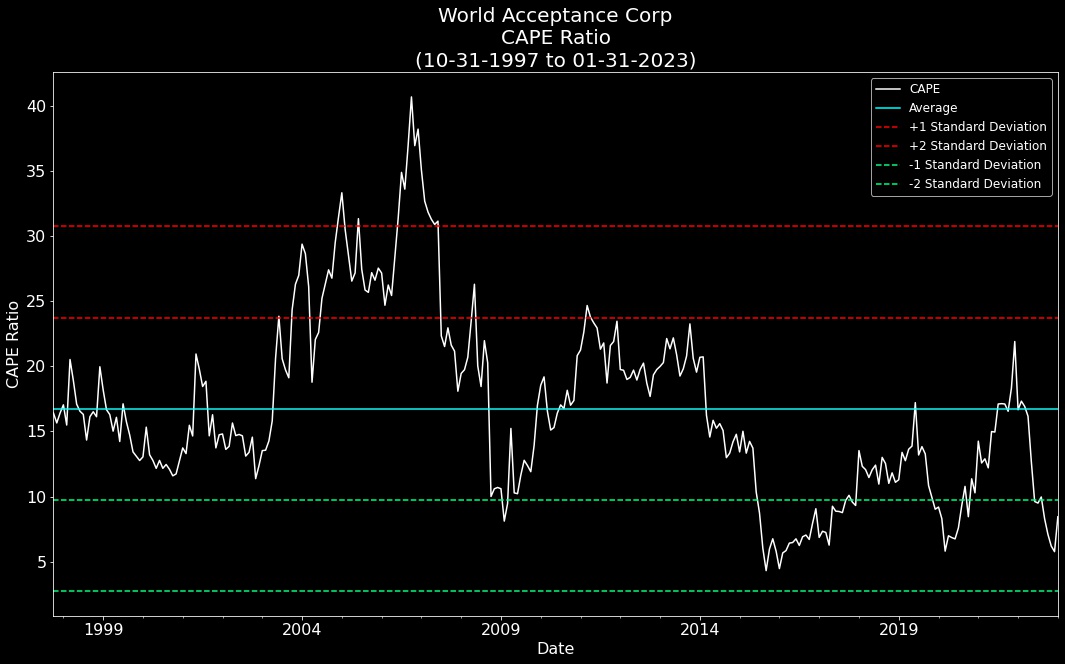 World Acceptance Corp
CAPE Ratio
(10-31-1997 to 01-31-2023)
CAPE
Average
+1 Standard Deviation
+2 Standard Deviation
-1 Standard Deviation
-2 Standard Deviation
CAPE Ratio
40
35
30
25
20
15
10
5
1999
2004
2009
2014
2019
Date